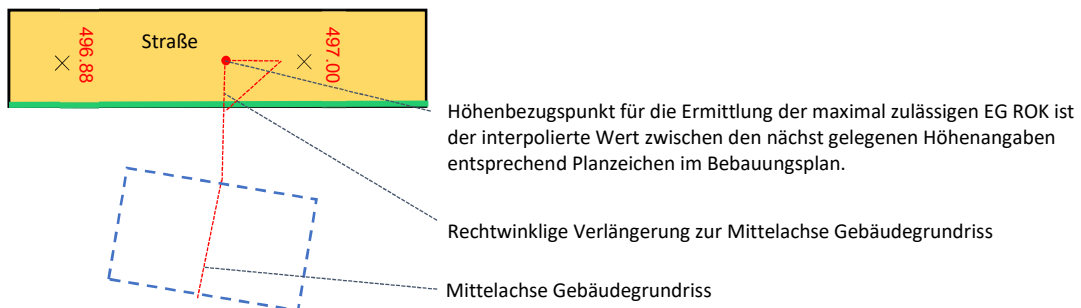 496.88
Straße
497.00
Höhenbezugspunkt für die Ermittlung der maximal zulässigen EG ROK ist
der interpolierte Wert zwischen den nächst gelegenen Höhenangaben
entsprechend Planzeichen im Bebauungsplan.
Rechtwinklige Verlängerung zur Mittelachse Gebäudegrundriss
Mittelachse Gebäudegrundriss